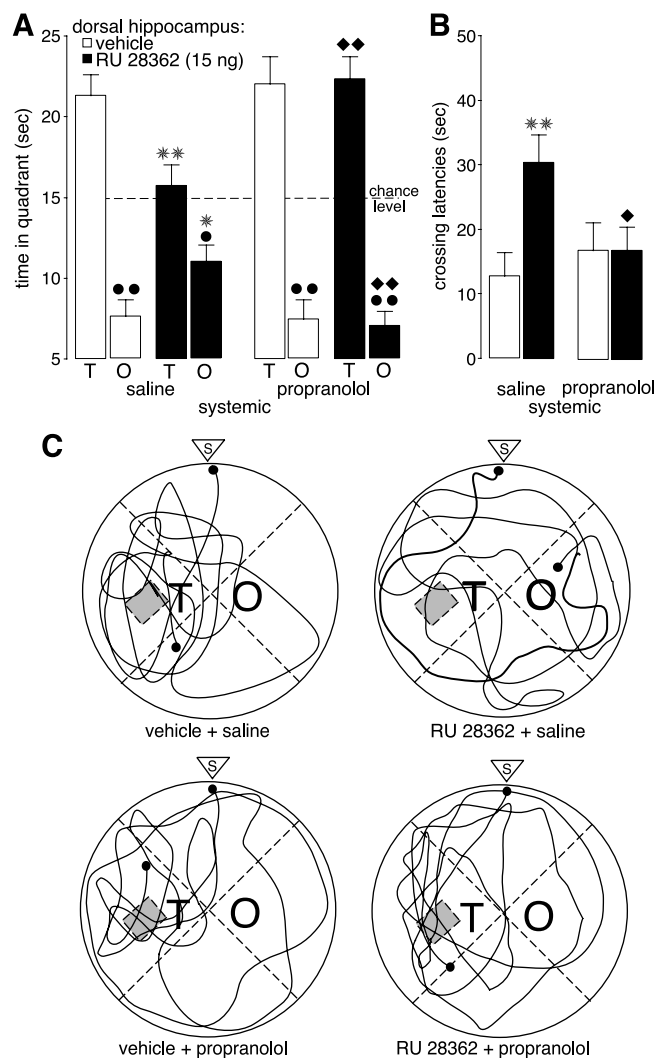 A
dorsal hippocampus:
vehicle
RU 28362 (15 ng)
time in quadrant (sec)
25
20
15
10
5
chance
level
T O T O T O T O
saline propranolol
systemic
B
crossing latencies (sec)
50
40
30
20
10
0
saline propranolol
systemic
C
S
T O
vehicle + saline
S
T O
RU 28362 + saline
S
T O
vehicle + propranolol
S
T O
RU 28362 + propranolol